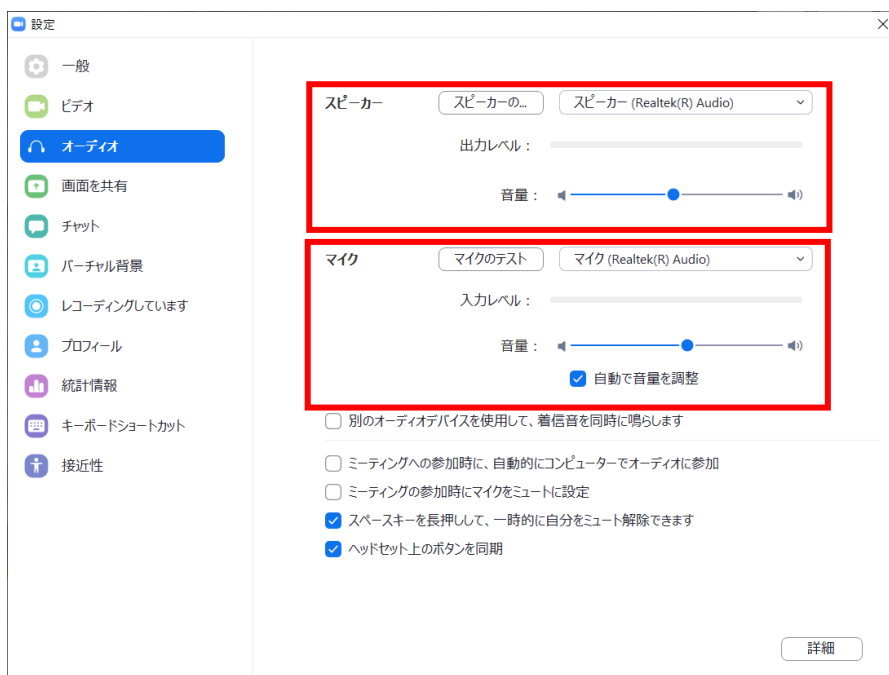 設定
一般
ビデオ
オーディオ
画面を共有
チャット
バーチャル背景
レコーディングしています
プロフィール
統計情報
キーボードショートカット
接近性
スピーカー スピーカーの... スピーカー (Realtek(R) Audio)
出力レベル：
音量：
マイク マイクのテスト マイク (Realtek(R) Audio)
入力レベル：
音量：
自動で音量を調整
別のオーディオデバイスを使用して、着信音を同時に鳴らします
ミーティングへの参加時に、自動的にコンピューターでオーディオに参加
ミーティングの参加時にマイクをミュートに設定
スペースキーを長押しして、一時的に自分をミュート解除できます
ヘッドセット上のボタンを同期
詳細